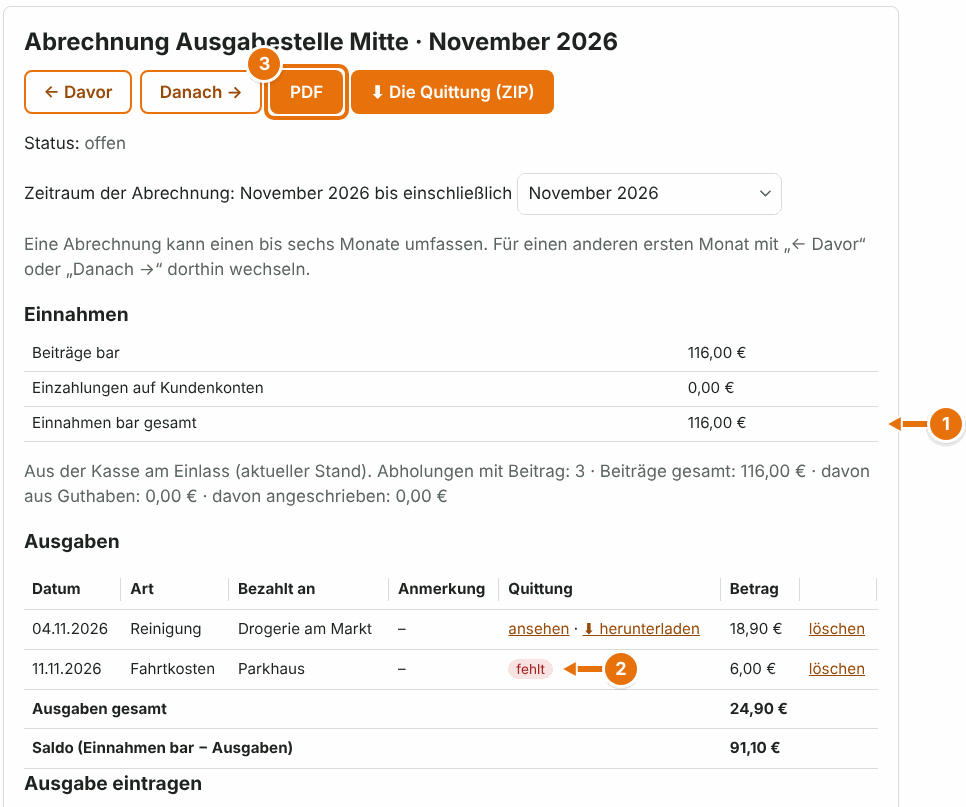 Abrechnung Ausgabestelle Mitte · November 2026
3
← Davor
Danach →
PDF
⬇ Die Quittung (ZIP)
Status: offen
Zeitraum der Abrechnung: November 2026 bis einschließlich November 2026
Eine Abrechnung kann einen bis sechs Monate umfassen. Für einen anderen ersten Monat mit „← Davor“
oder „Danach →“ dorthin wechseln.
Einnahmen
Beiträge bar 116,00 €
Einzahlungen auf Kundenkonten 0,00 €
Einnahmen bar gesamt 116,00 €
1
Aus der Kasse am Einlass (aktueller Stand). Abholungen mit Beitrag: 3 · Beiträge gesamt: 116,00 € · davon
aus Guthaben: 0,00 € · davon angeschrieben: 0,00 €
Ausgaben
Datum Art Bezahlt an Anmerkung Quittung Betrag
04.11.2026 Reinigung Drogerie am Markt – ansehen · ⬇ herunterladen 18,90 € löschen
11.11.2026 Fahrtkosten Parkhaus – fehlt 2 6,00 € löschen
Ausgaben gesamt 24,90 €
Saldo (Einnahmen bar − Ausgaben) 91,10 €
Ausgabe eintragen